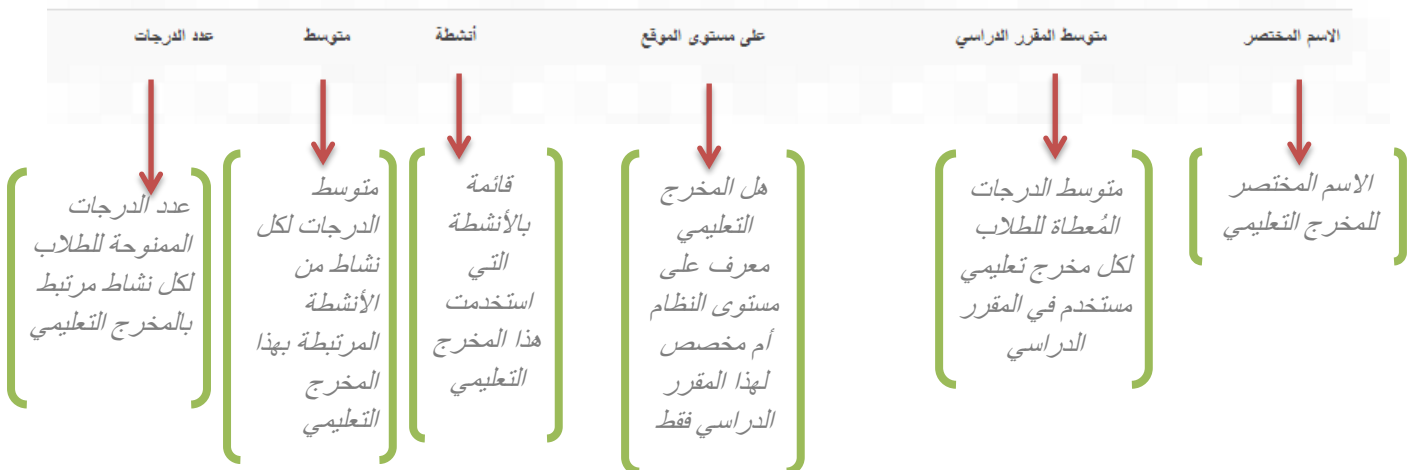 الاسم المختصر
متوسط المقرر الدراسي
على مستوى الموقع
أنشطة
متوسط
عدد الدرجات
الاسم المختصر
للمخرج التعليمي
متوسط الدرجات
المُعطاة للطلاب
لكل مخرج تعليمي
مستخدم في المقرر
الدراسي
هل المخرج
التعليمي
معرف على
مستوى النظام
أم مخصص
لهذا المقرر
الدراسي فقط
قائمة
بالأنشطة
التي
استخدمت
هذا المخرج
التعليمي
متوسط
الدرجات لكل
نشاط من
الأنشطة
المرتبطة بهذا
المخرج
التعليمي
عدد الدرجات
الممنوحة للطلاب
لكل نشاط مرتبط
بالمخرج التعليمي